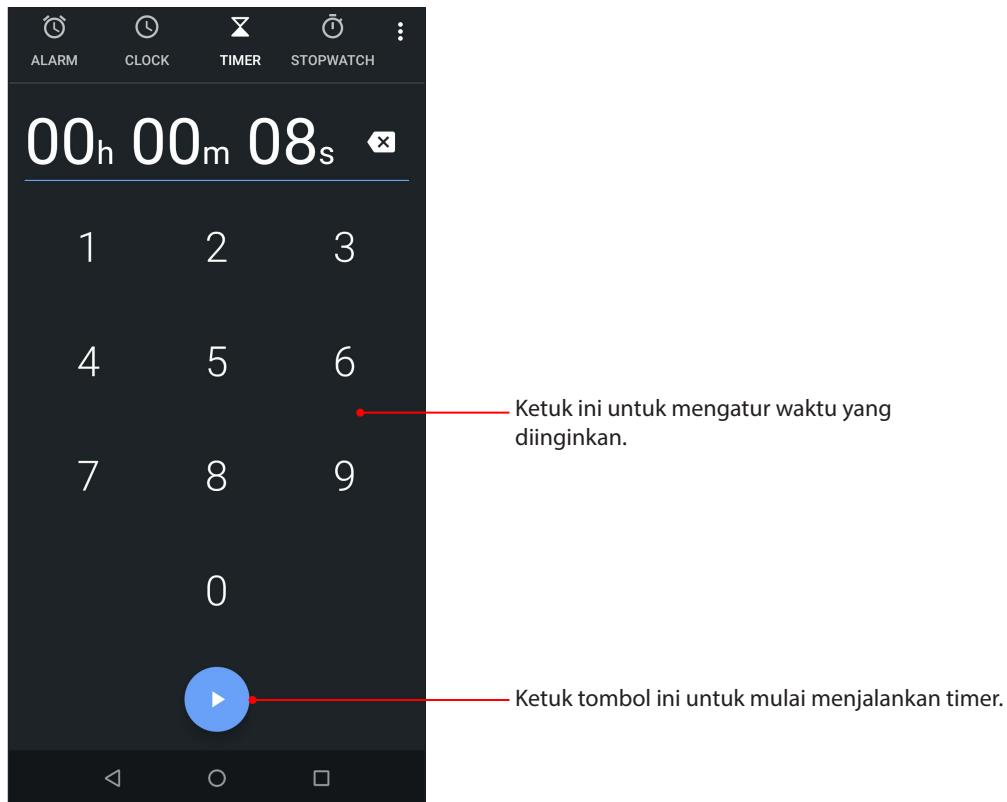 ALARM CLOCK TIMER STOPWATCH
00h 00m 08s
1 2 3
4 5 6
Ketuk ini untuk mengatur waktu yang
diinginkan.
7 8 9
0
Ketuk tombol ini untuk mulai menjalankan timer.